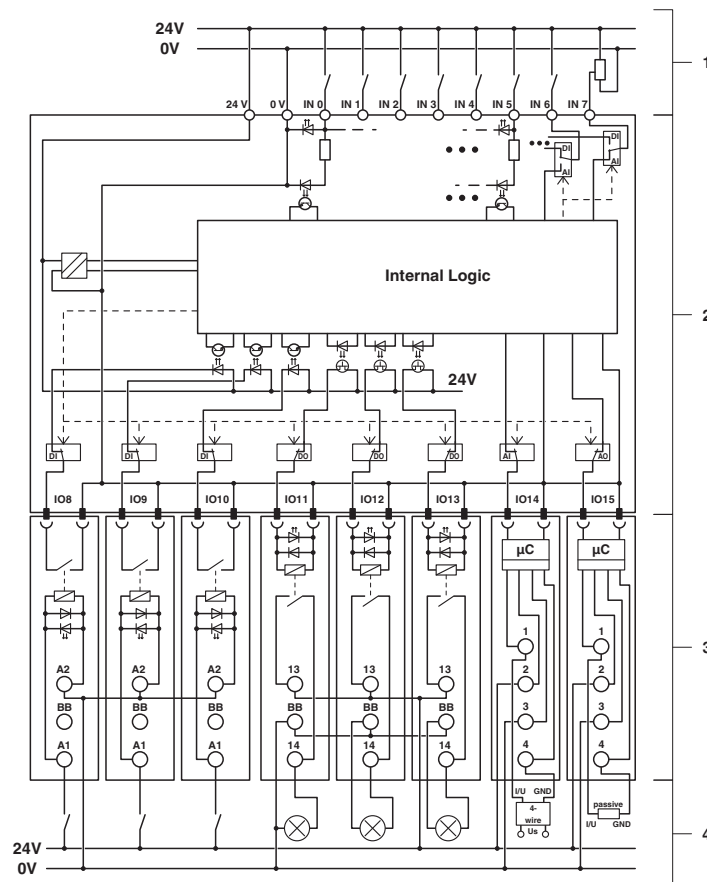 24V
0V
1
24 V 0 V IN 0 IN 1 IN 2 IN 3 IN 4 IN 5 IN 6 IN 7
DI
AI
DI
AI
Internal Logic
2
24V
DI DI DI DO DO DO AI AO
IO8 IO9 IO10 IO11 IO12 IO13 IO14 IO15
µC µC
3
1 1
A2 A2 A2 13 13 13 2 2
BB BB BB BB BB BB 3 3
A1 A1 A1 14 14 14 4 4
I/U GND passive
4-
wire
I/U GND
Us
4
24V
0V